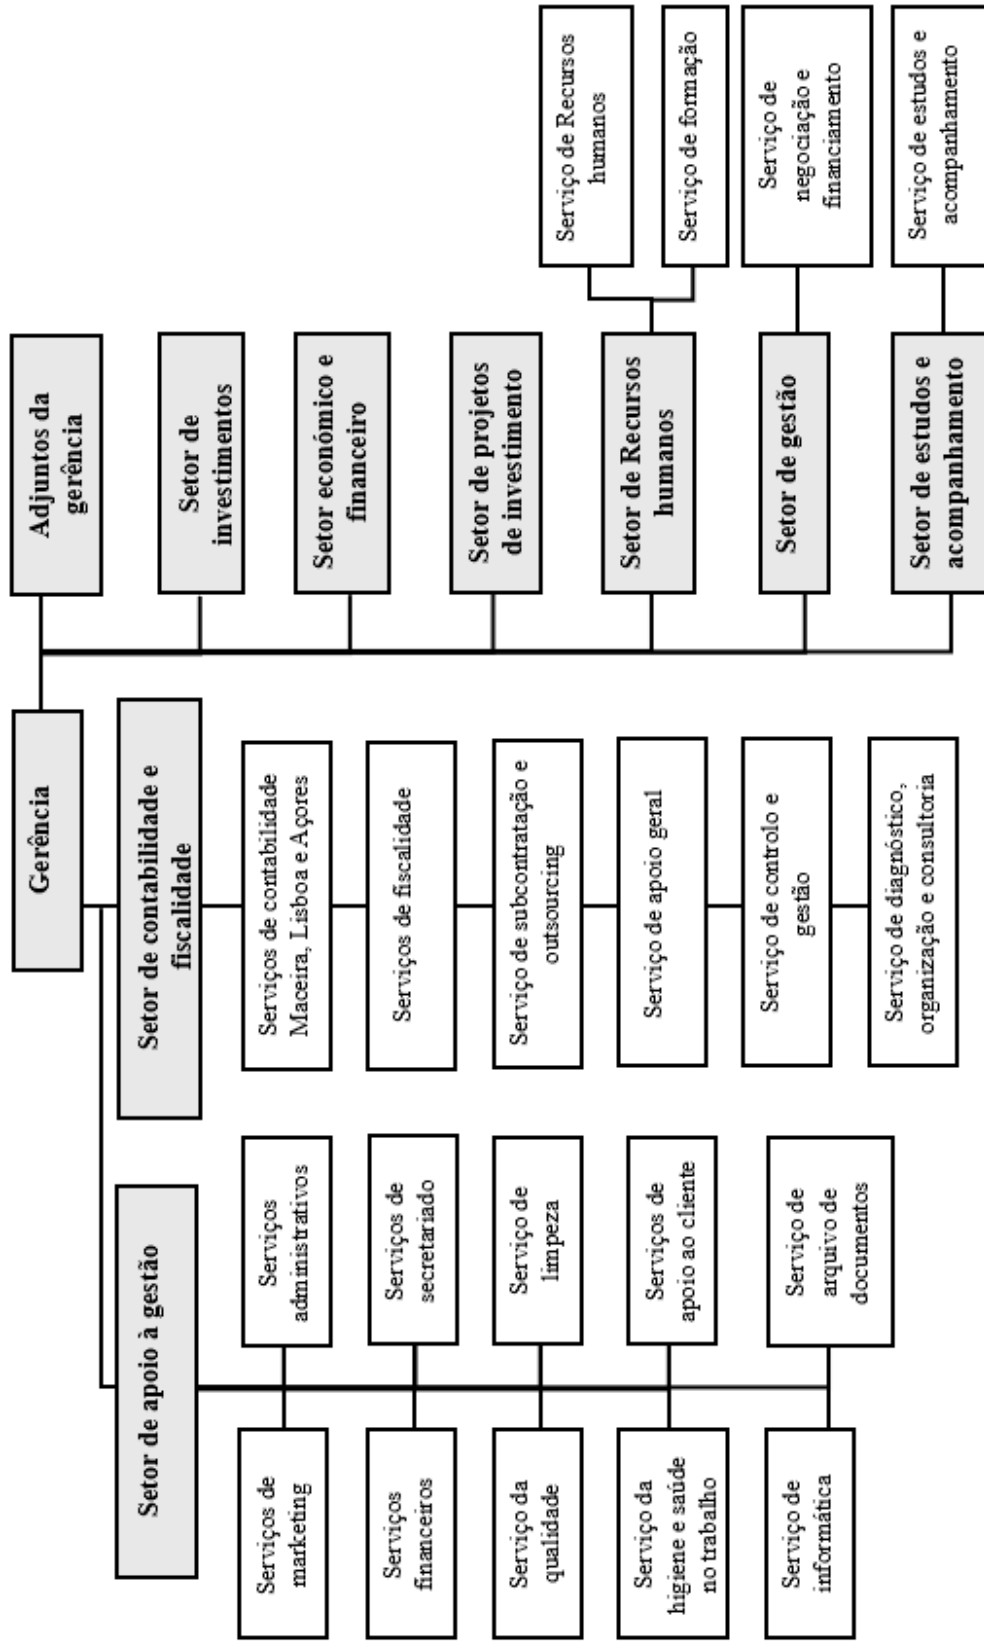 Gerência
Adjuntos da
gerência
Setor de
investimentos
Setor económico e
financeiro
Setor de projetos
de investimento
Setor de Recursos
humanos
Serviço de Recursos
humanos
Serviço de formação
Setor de gestão
Serviço de
negociação e
financiamento
Setor de estudos e
acompanhamento
Serviço de estudos e
acompanhamento
Setor de apoio à gestão
Serviços de
marketing
Serviços
administrativos
Serviços
financeiros
Serviços de
secretariado
Serviço da
qualidade
Serviço de
limpeza
Serviço da
higiene e saúde
no trabalho
Serviços de
apoio ao cliente
Serviço de
informática
Serviço de
arquivo de
documentos
Setor de contabilidade e
fiscalidade
Serviços de contabilidade
Maceira, Lisboa e Açores
Serviços de fiscalidade
Serviço de subcontratação e
outsourcing
Serviço de apoio geral
Serviço de controlo e
gestão
Serviço de diagnóstico,
organização e consultoria